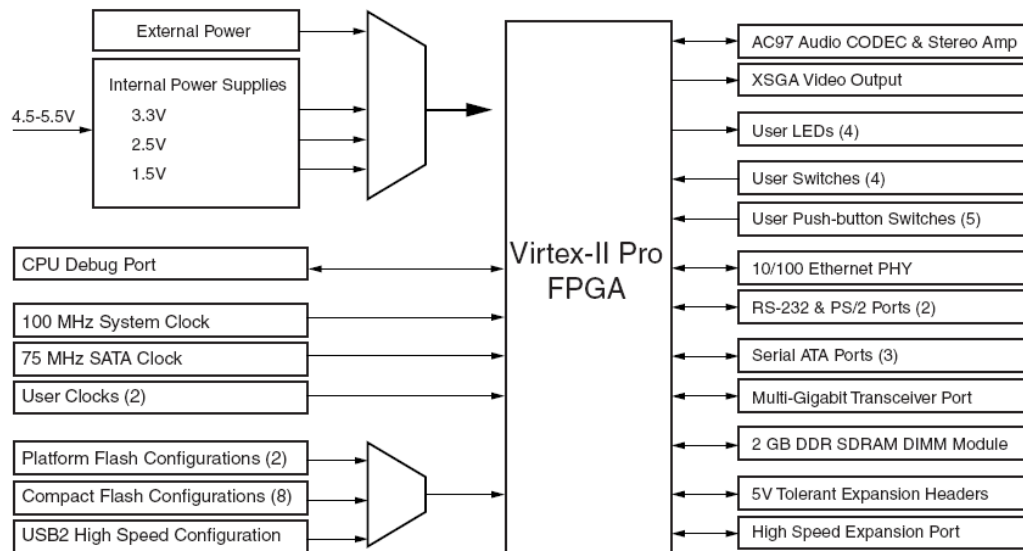 External Power
Internal Power Supplies
3.3V
2.5V
1.5V
4.5-5.5V
CPU Debug Port
100 MHz System Clock
75 MHz SATA Clock
User Clocks (2)
Platform Flash Configurations (2)
Compact Flash Configurations (8)
USB2 High Speed Configuration
Virtex-II Pro
FPGA
AC97 Audio CODEC & Stereo Amp
XSGA Video Output
User LEDs (4)
User Switches (4)
User Push-button Switches (5)
10/100 Ethernet PHY
RS-232 & PS/2 Ports (2)
Serial ATA Ports (3)
Multi-Gigabit Transceiver Port
2 GB DDR SDRAM DIMM Module
5V Tolerant Expansion Headers
High Speed Expansion Port